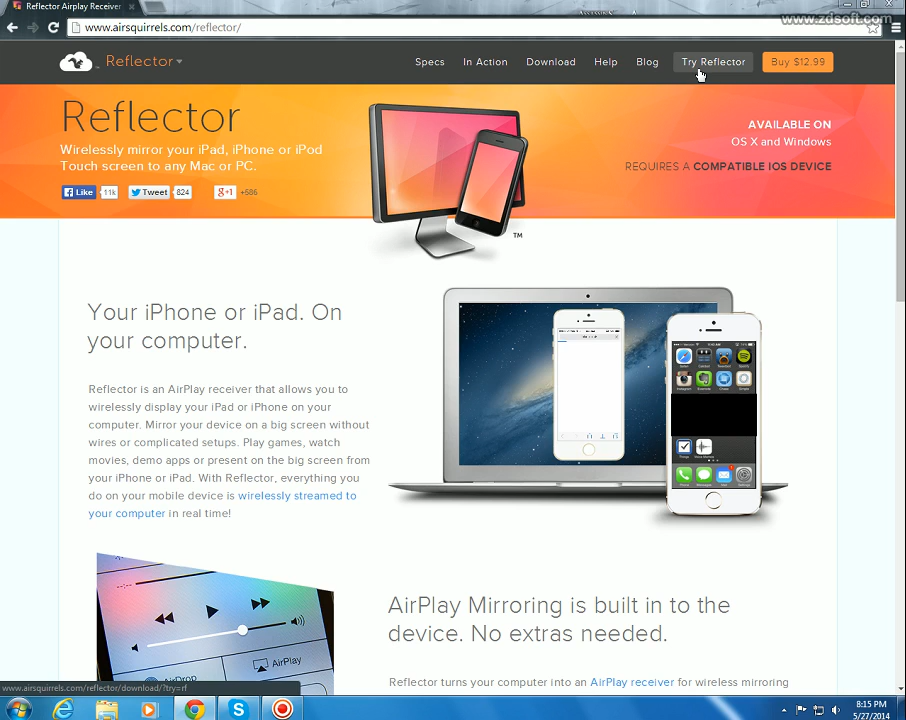 Reflector Airplay Receiver
www.zdsoft.com
www.airsquirrels.com/reflector/
Reflector
Specs
In Action
Download
Help
Blog
Try Reflector
Buy $12.99
Reflector
Wirelessly mirror your iPad, iPhone or iPod
Touch screen to any Mac or PC.
Like 11k
Tweet 824
g+1 +586
AVAILABLE ON
OS X and Windows
REQUIRES A COMPATIBLE IOS DEVICE
TM
Your iPhone or iPad. On
your computer.
Reflector is an AirPlay receiver that allows you to
wirelessly display your iPad or iPhone on your
computer. Mirror your device on a big screen without
wires or complicated setups. Play games, watch
movies, demo apps or present on the big screen from
your iPhone or iPad. With Reflector, everything you
do on your mobile device is wirelessly streamed to
your computer in real time!
AirPlay
AirDrop
AirPlay Mirroring is built in to the
device. No extras needed.
Reflector turns your computer into an AirPlay receiver for wireless mirroring
www.airsquirrels.com/reflector/download/?try=rf
8:15 PM
5/27/2014